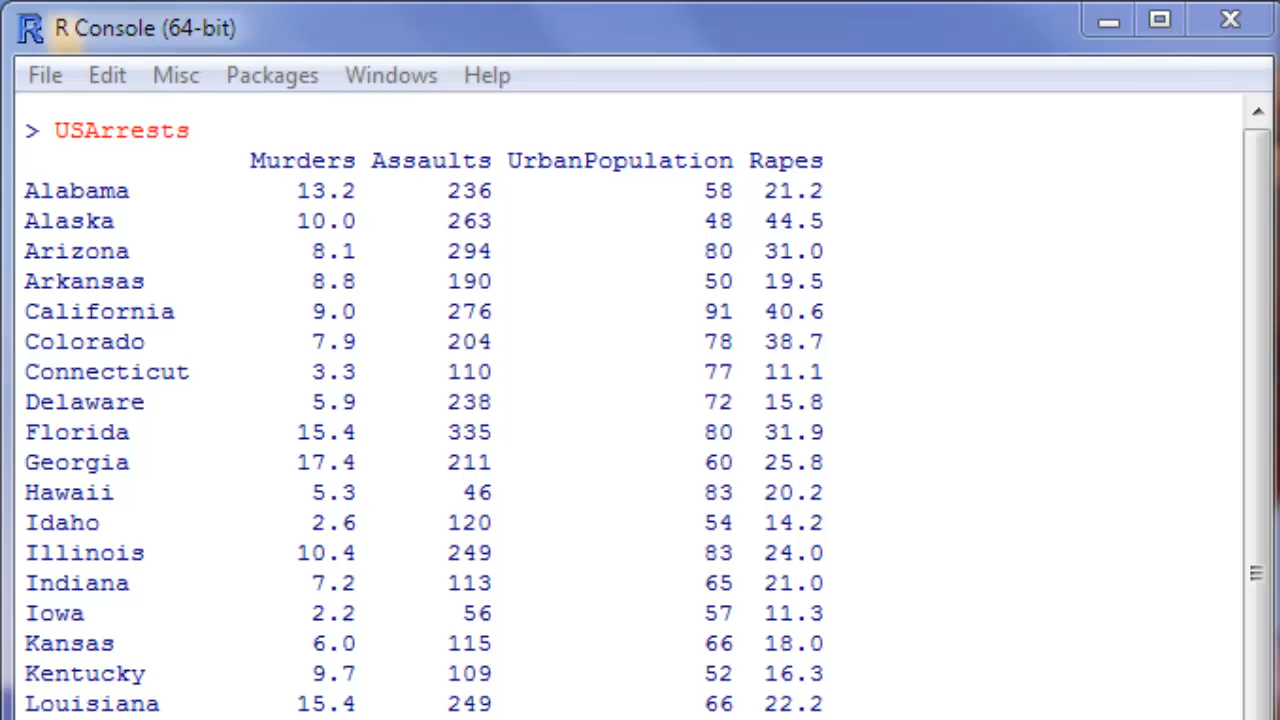 R Console (64-bit)
File Edit Misc Packages Windows Help
> USArrests
Murders Assaults UrbanPopulation Rapes
Alabama 13.2 236 58 21.2
Alaska 10.0 263 48 44.5
Arizona 8.1 294 80 31.0
Arkansas 8.8 190 50 19.5
California 9.0 276 91 40.6
Colorado 7.9 204 78 38.7
Connecticut 3.3 110 77 11.1
Delaware 5.9 238 72 15.8
Florida 15.4 335 80 31.9
Georgia 17.4 211 60 25.8
Hawaii 5.3 46 83 20.2
Idaho 2.6 120 54 14.2
Illinois 10.4 249 83 24.0
Indiana 7.2 113 65 21.0
Iowa 2.2 56 57 11.3
Kansas 6.0 115 66 18.0
Kentucky 9.7 109 52 16.3
Louisiana 15.4 249 66 22.2